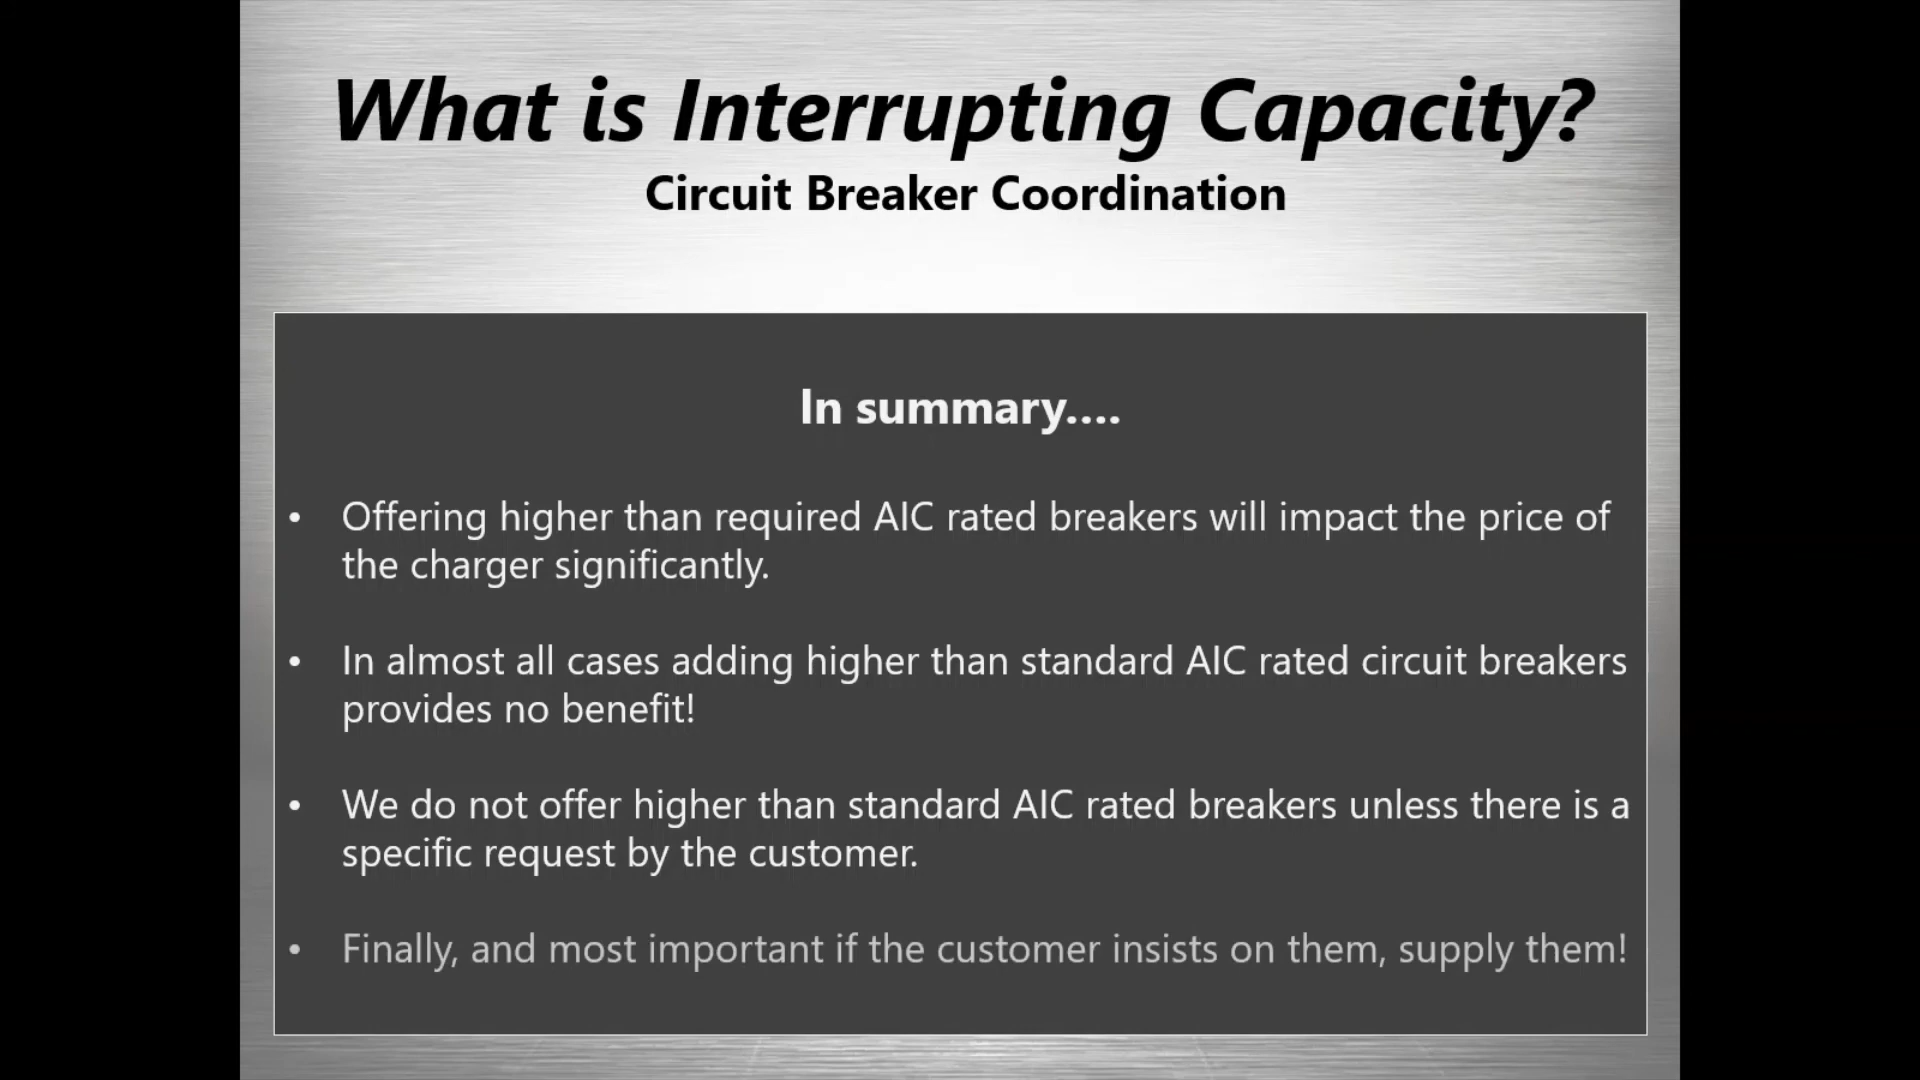 What is Interrupting Capacity?
Circuit Breaker Coordination
In summary....
• Offering higher than required AIC rated breakers will impact the price of
the charger significantly.
• In almost all cases adding higher than standard AIC rated circuit breakers
provides no benefit!
• We do not offer higher than standard AIC rated breakers unless there is a
specific request by the customer.
• Finally, and most important if the customer insists on them, supply them!